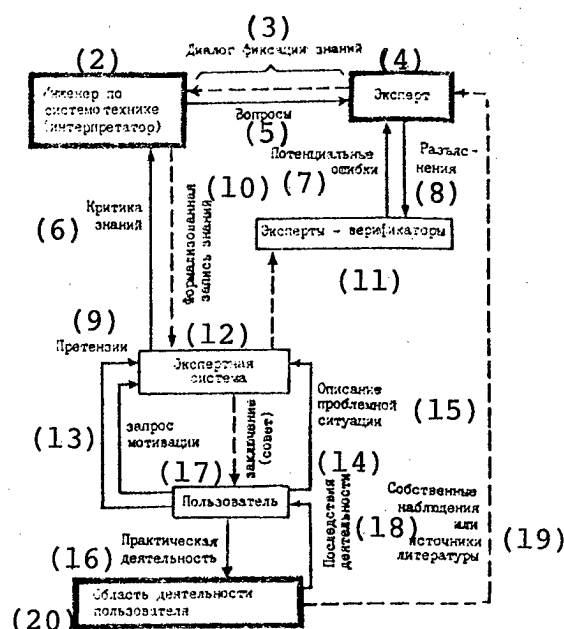 (3)
Диалог фиксации знаний
(2)
(4)
Инженер по
системотехнике
(интерпретатор)
Эксперт
Вопросы
(5)
Потенциальные
ошибки
(7)
Разъяс-
нения
(8)
(10)
Формализованная
запись знаний
Критика
знаний
(6)
Эксперты - верификаторы
(11)
(9)
Претензии
(12)
Экспертная
система
Описание
проблемной
ситуации
(15)
(13)
запрос
мотивации
заключение
(совет)
(17)
(14)
Пользователь
Последствия
деятельности
(18)
Собственные
наблюдения
или
источники
литературы
(19)
Практическая
деятельность
(16)
Область деятельности
пользователя
(20)